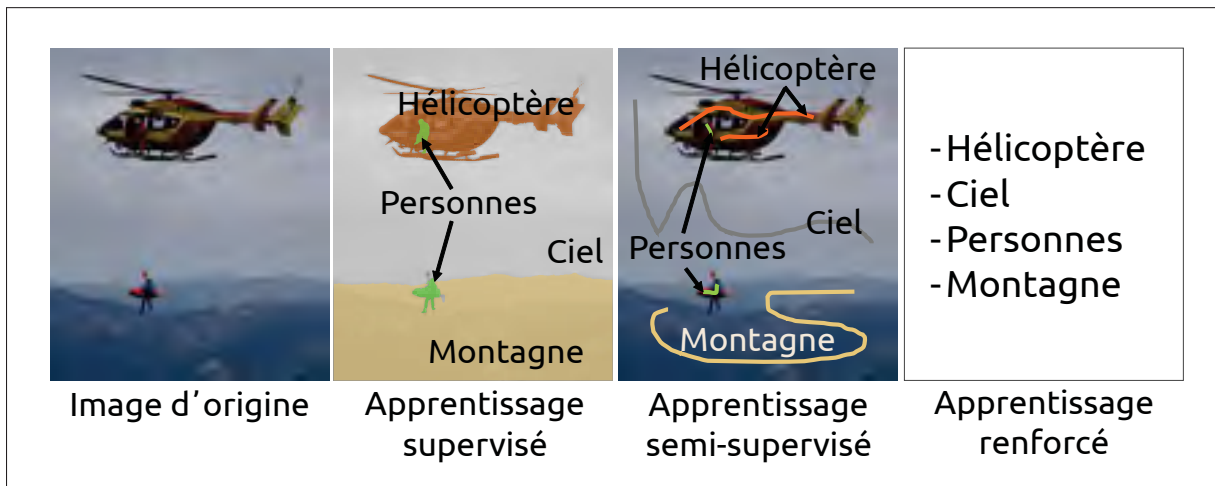 Hélicoptère
Personnes
Ciel
Montagne
Hélicoptère
Ciel
Personnes
Montagne
-Hélicoptère
-Ciel
-Personnes
-Montagne
Image d'origine
Apprentissage
supervisé
Apprentissage
semi-supervisé
Apprentissage
renforcé